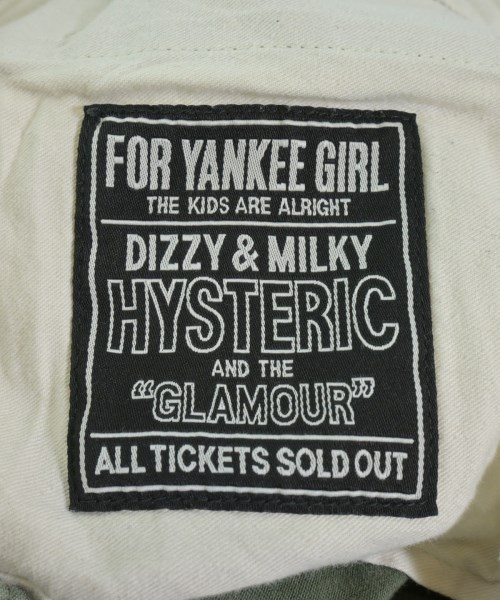 FOR YANKEE GIRL
THE KIDS ARE ALRIGHT
DIZZY & MILKY
HYSTERIC
AND THE
“GLAMOUR”
ALL TICKETS SOLD OUT